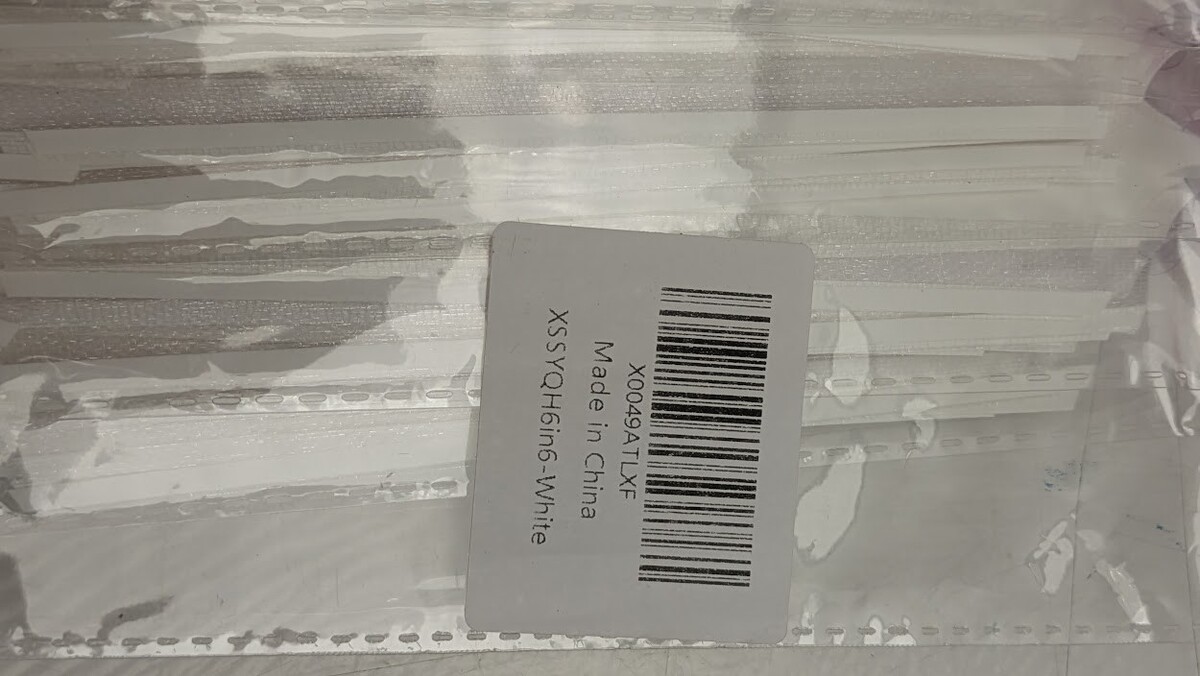 X0049ATLXF
Made in China
XSSYQH6in6-White